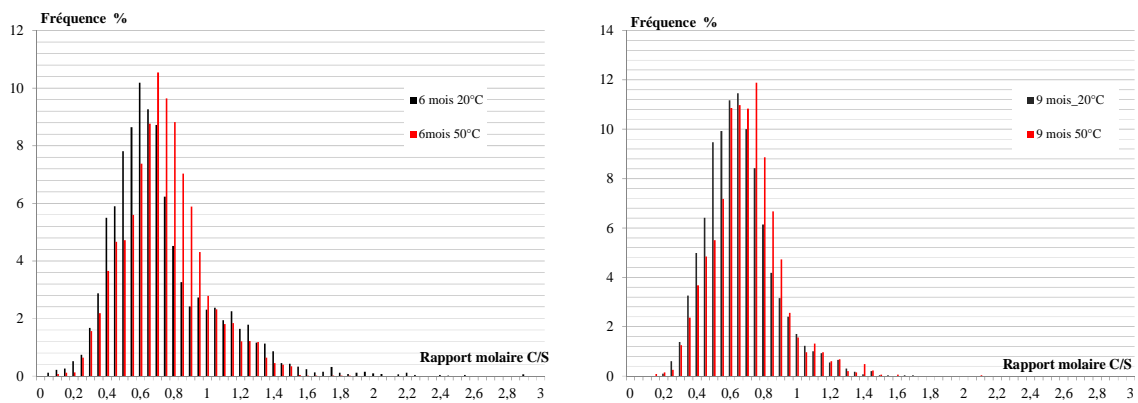 Fréquence %
12
10
8
6
4
2
0
6 mois 20°C
6mois 50°C
Rapport molaire C/S
0 0,2 0,4 0,6 0,8 1 1,2 1,4 1,6 1,8 2 2,2 2,4 2,6 2,8 3
Fréquence %
14
12
10
8
6
4
2
0
9 mois_20°C
9 mois 50°C
Rapport molaire C/S
0 0,2 0,4 0,6 0,8 1 1,2 1,4 1,6 1,8 2 2,2 2,4 2,6 2,8 3